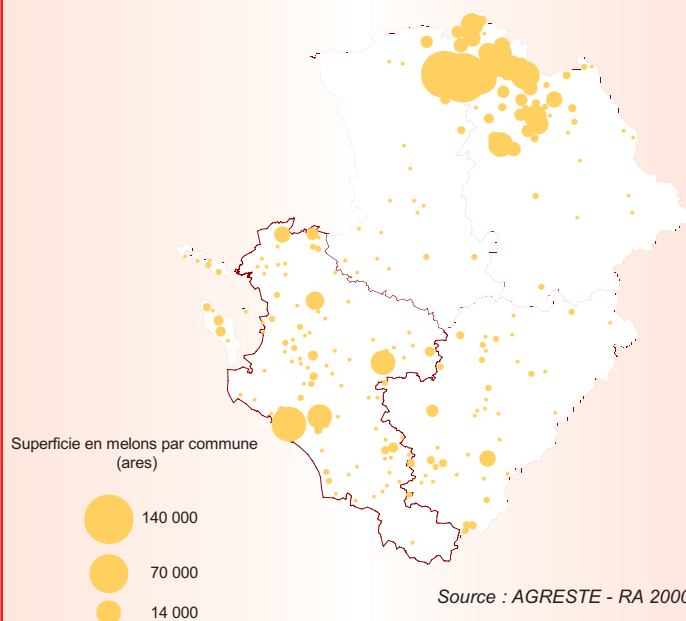 Superficie en melons par commune
(ares)
140 000
70 000
14 000
Source : AGRESTE - RA 2000